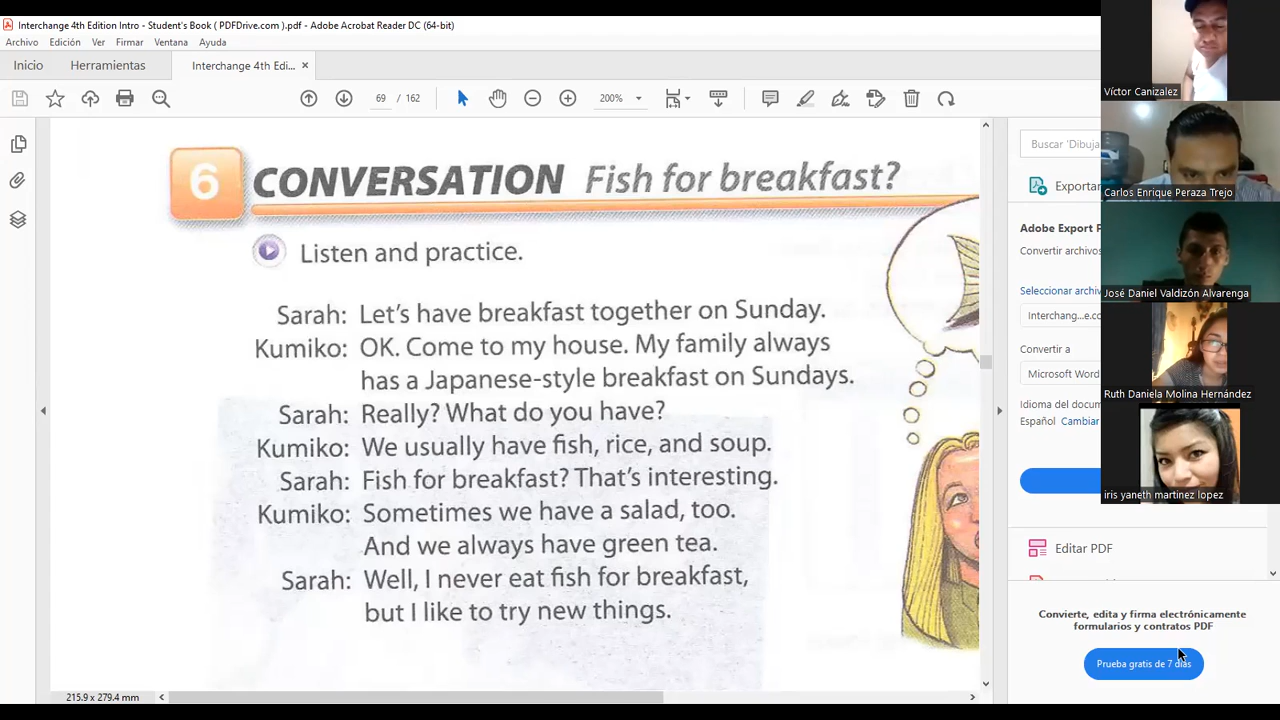 Interchange 4th Edition Intro - Student's Book ( PDFDrive.com ).pdf - Adobe Acrobat Reader DC (64-bit)
Archivo Edición Ver Firmar Ventana Ayuda
Inicio Herramientas Interchange 4th Edi... ×
69 / 162 200%
6 CONVERSATION Fish for breakfast?
Listen and practice.
Sarah: Let's have breakfast together on Sunday.
Kumiko: OK. Come to my house. My family always
has a Japanese-style breakfast on Sundays.
Sarah: Really? What do you have?
Kumiko: We usually have fish, rice, and soup.
Sarah: Fish for breakfast? That's interesting.
Kumiko: Sometimes we have a salad, too.
And we always have green tea.
Sarah: Well, I never eat fish for breakfast,
but I like to try new things.
215.9 x 279.4 mm
Buscar 'Dibuja
Exportar
Adobe Export P
Convertir archivos
Seleccionar archiv
Interchang...e.co
Convertir a
Microsoft Word
Idioma del docum
Español Cambiar
Editar PDF
Convierte, edita y firma electrónicamente
formularios y contratos PDF
Prueba gratis de 7 días
Víctor Canizalez
Carlos Enrique Peraza Trejo
José Daniel Valdizón Alvarenga
Ruth Daniela Molina Hernández
iris yaneth martinez lopez